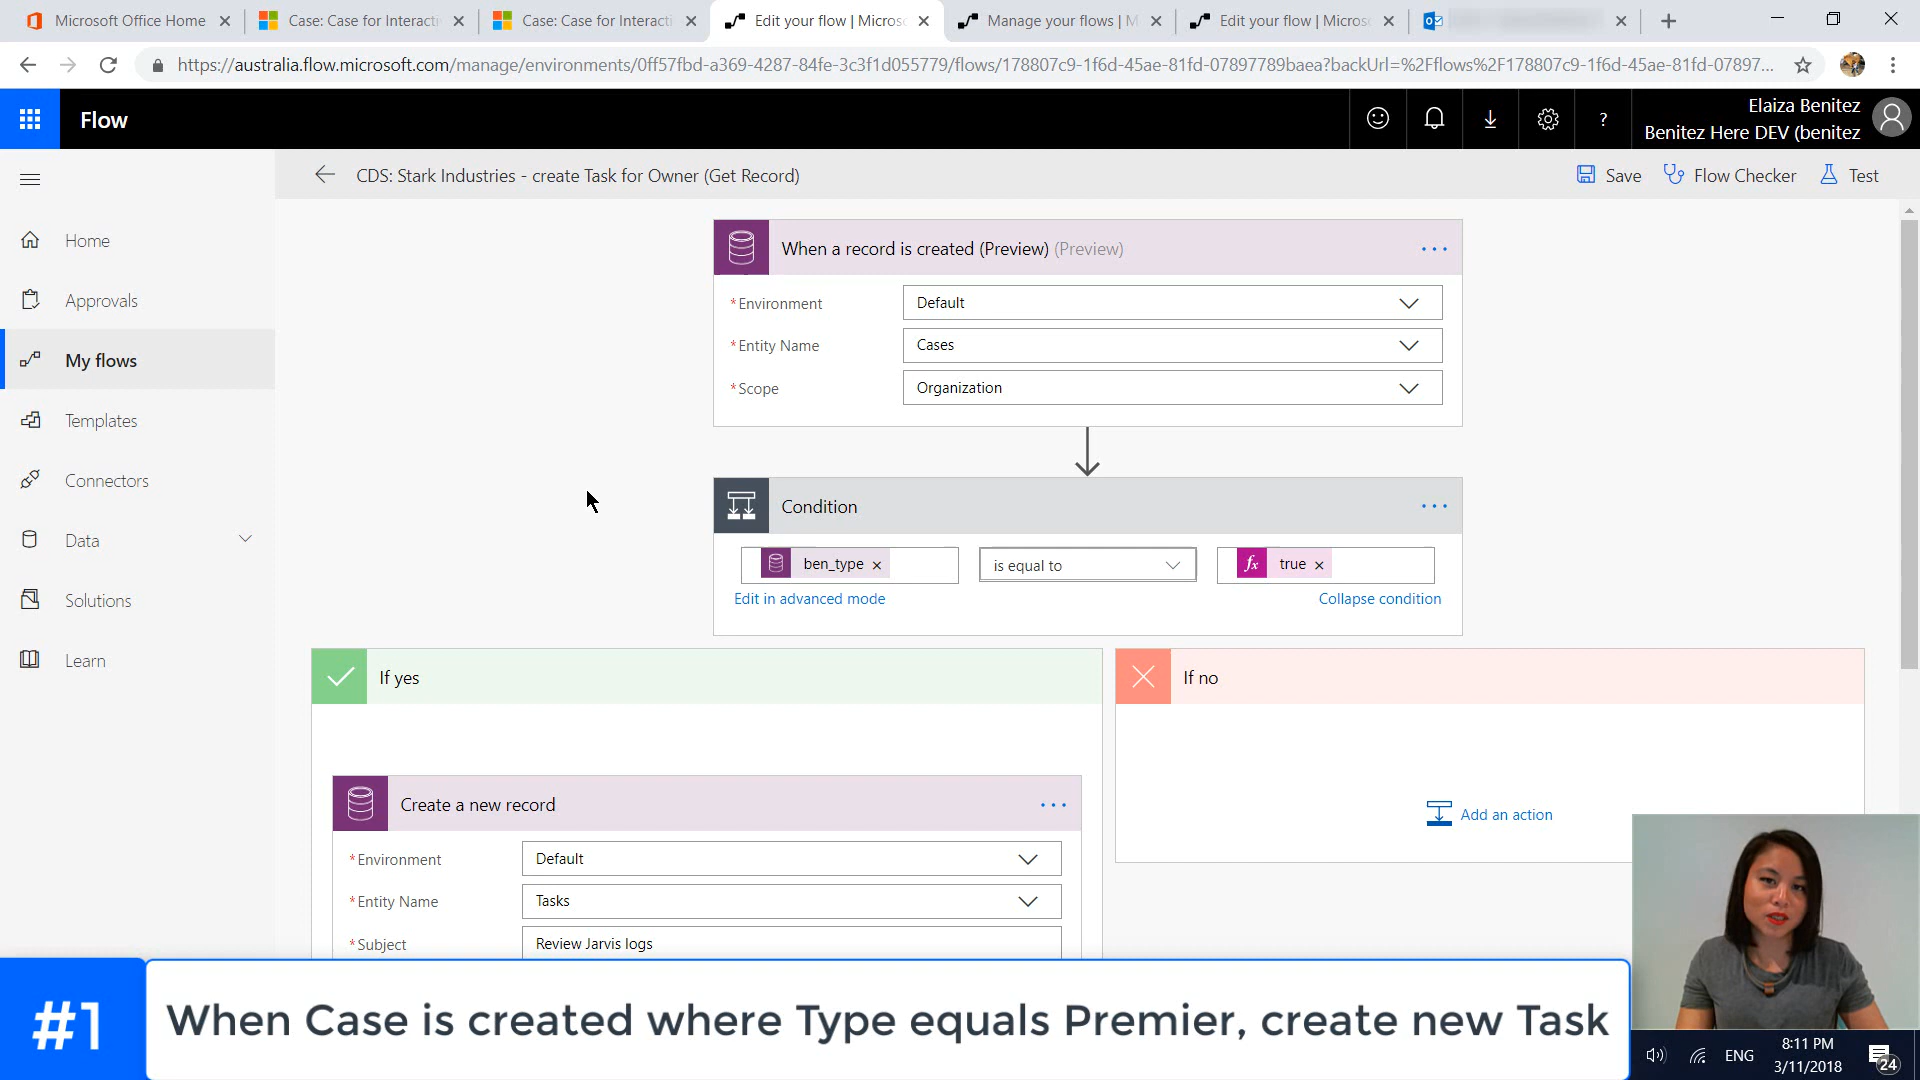 Microsoft Office Home
Case: Case for Interacti
Case: Case for Interacti
Edit your flow | Micros
Manage your flows | M
Edit your flow | Micros
https://australia.flow.microsoft.com/manage/environments/0ff57fbd-a369-4287-84fe-3c3f1d055779/flows/178807c9-1f6d-45ae-81fd-07897789baea?backUrl=%2Fflows%2F178807c9-1f6d-45ae-81fd-07897...
Flow
?
Elaiza Benitez
Benitez Here DEV (benitez
CDS: Stark Industries - create Task for Owner (Get Record)
Save
Flow Checker
Test
Home
Approvals
My flows
Templates
Connectors
Data
Solutions
Learn
When a record is created (Preview) (Preview)
*Environment
Default
*Entity Name
Cases
*Scope
Organization
Condition
ben_type
is equal to
fx true
Edit in advanced mode
Collapse condition
If yes
If no
Create a new record
Add an action
*Environment
Default
*Entity Name
Tasks
*Subject
Review Jarvis logs
#1
When Case is created where Type equals Premier, create new Task
ENG
8:11 PM
3/11/2018
24